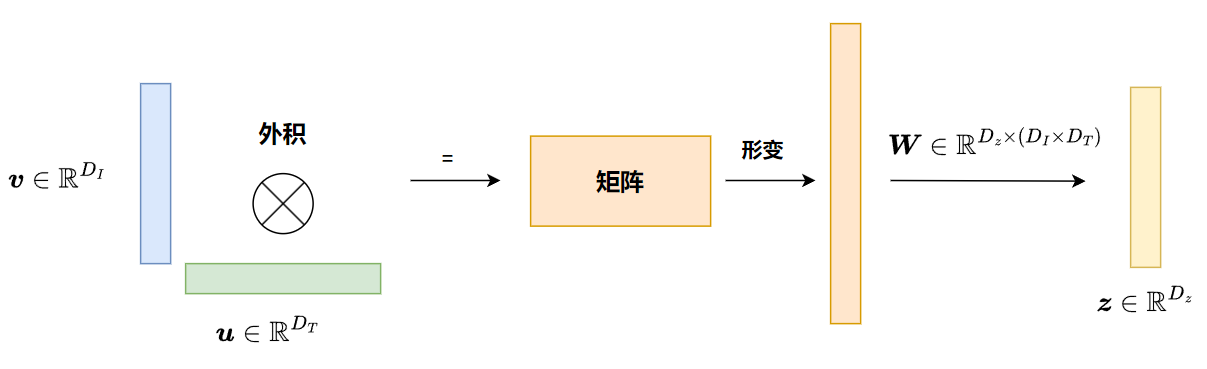 v ∈ ℝ^{D_I}
外积
u ∈ ℝ^{D_T}
=
矩阵
形变
W ∈ ℝ^{D_z×(D_I×D_T)}
z ∈ ℝ^{D_z}